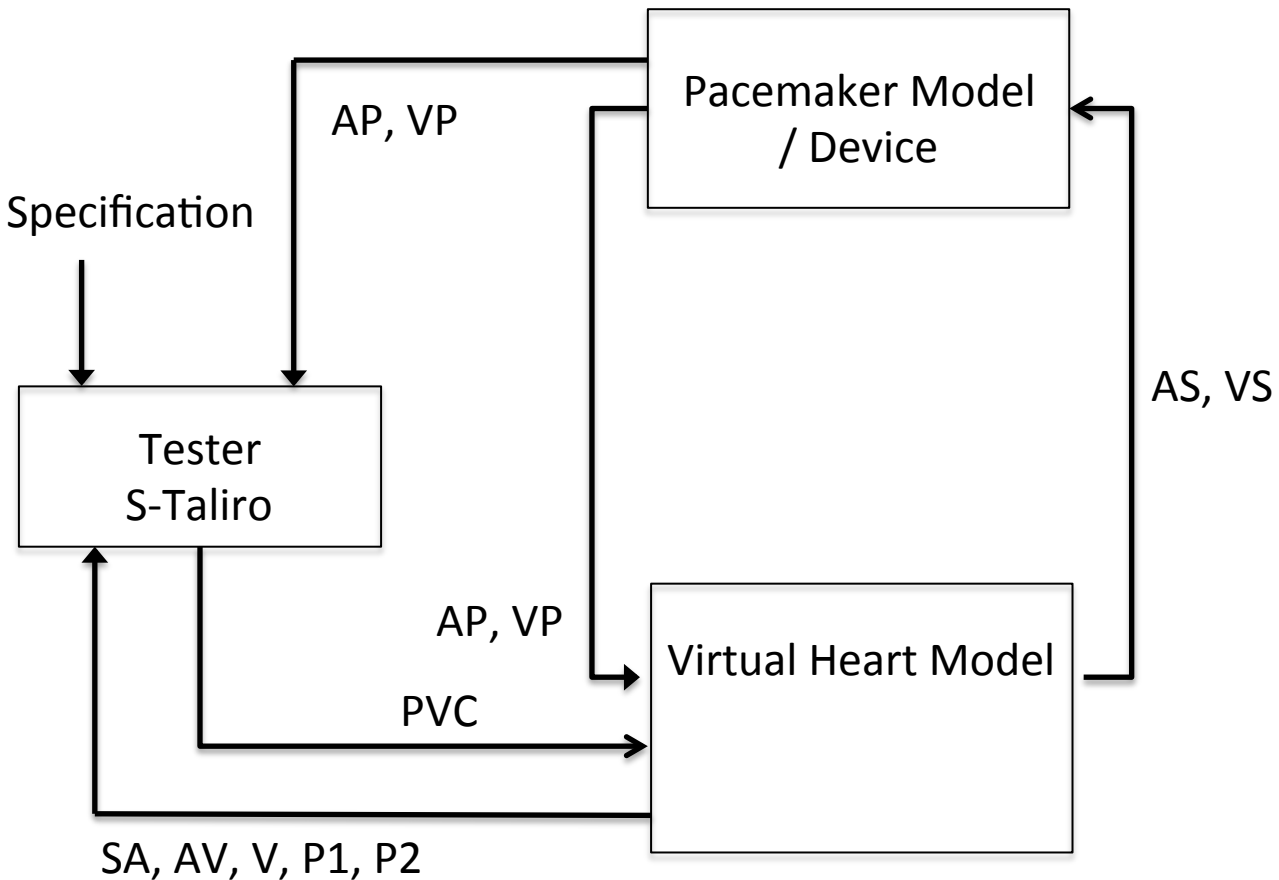 Pacemaker Model
/ Device
AP, VP
Specification
AS, VS
Tester
S-Taliro
AP, VP
Virtual Heart Model
PVC
SA, AV, V, P1, P2